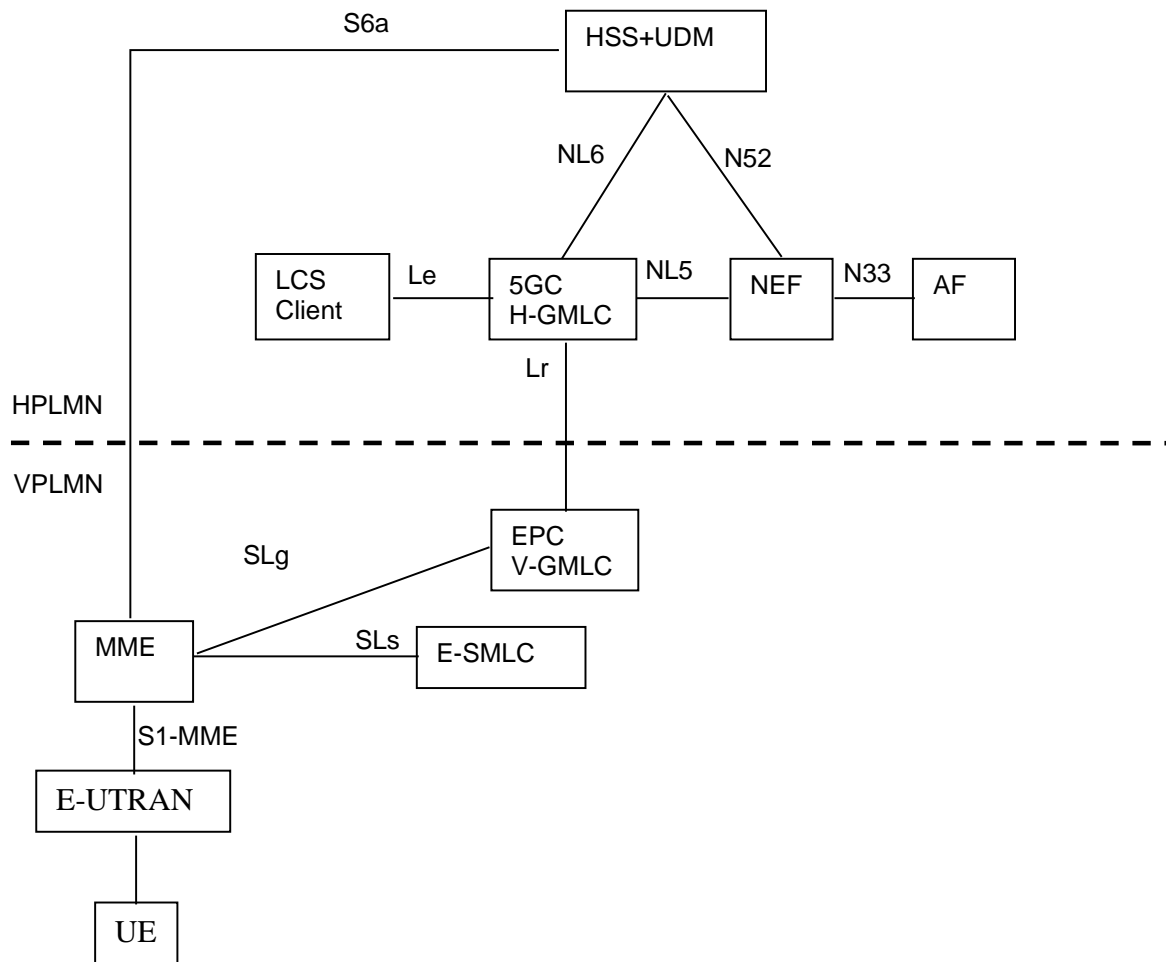 S6a
HSS+UDM
NL6
N52
LCS
Client
Le
5GC
H-GMLC
NL5
NEF
N33
AF
Lr
HPLMN
VPLMN
EPC
V-GMLC
SLg
MME
SLs
E-SMLC
S1-MME
E-UTRAN
UE